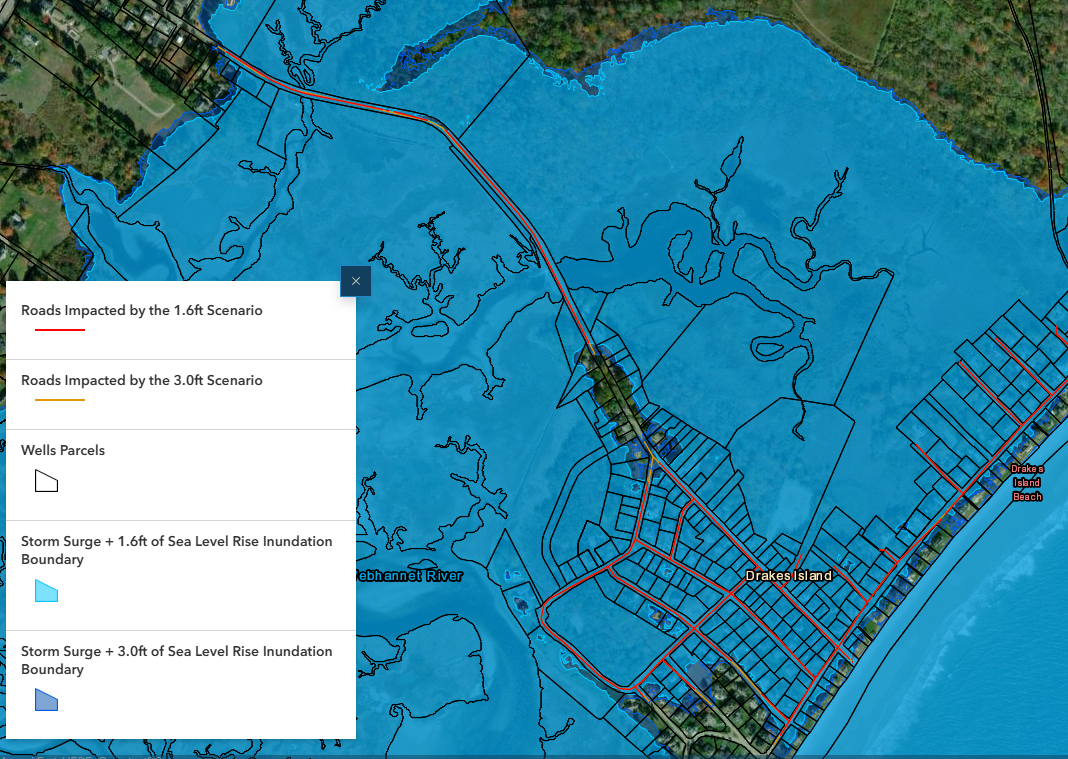 Roads Impacted by the 1.6ft Scenario
Roads Impacted by the 3.0ft Scenario
Wells Parcels
Storm Surge + 1.6ft of Sea Level Rise Inundation
Boundary
Storm Surge + 3.0ft of Sea Level Rise Inundation
Boundary
ebhannet River
Drakes Island
Drakes
Island
Beach